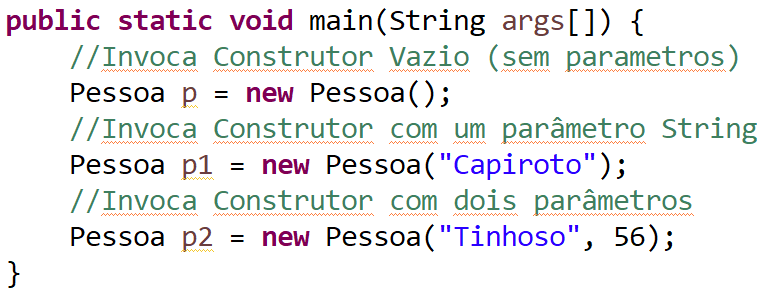 public static void main(String args[]) {
//Invoca Construtor Vazio (sem parametros)
Pessoa p = new Pessoa();
//Invoca Construtor com um parâmetro String
Pessoa p1 = new Pessoa("Capiroto");
//Invoca Construtor com dois parâmetros
Pessoa p2 = new Pessoa("Tinhoso", 56);
}